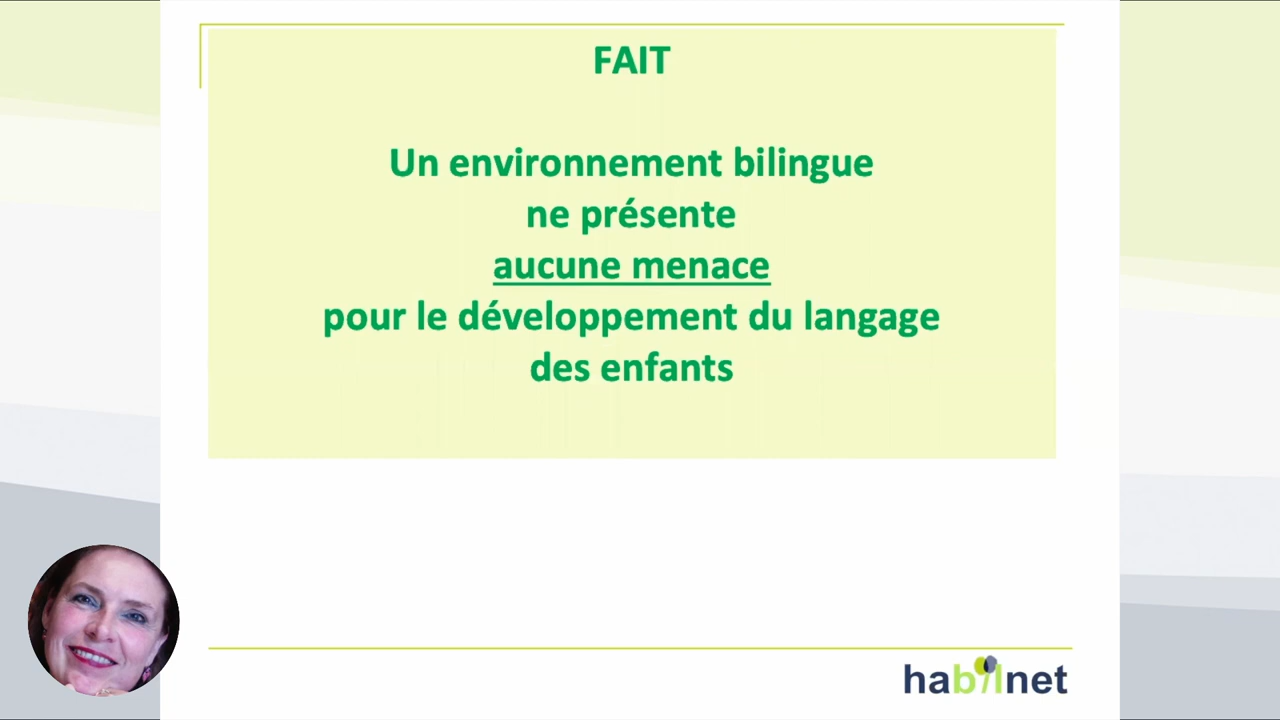 FAIT
Un environnement bilingue
ne présente
aucune menace
pour le développement du langage
des enfants
habilnet